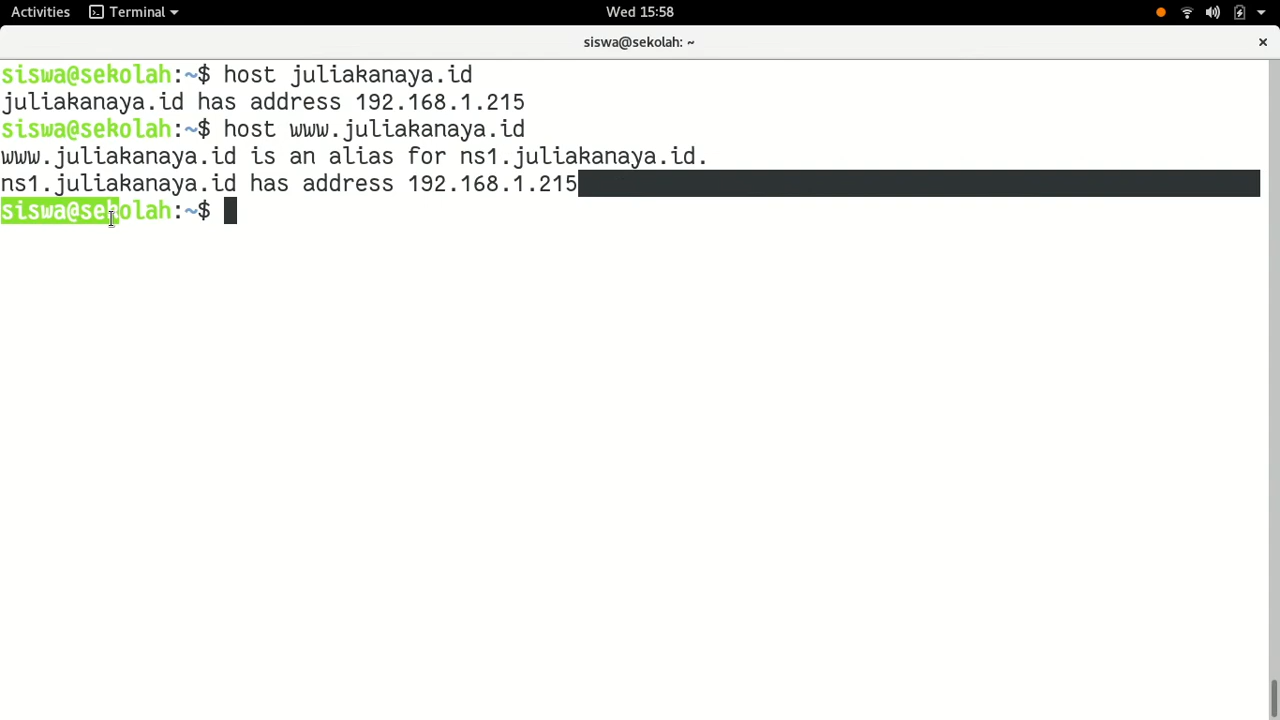 Activities Terminal Wed 15:58
siswa@sekolah: ~
siswa@sekolah:~$ host juliakanaya.id
juliakanaya.id has address 192.168.1.215
siswa@sekolah:~$ host www.juliakanaya.id
www.juliakanaya.id is an alias for ns1.juliakanaya.id.
ns1.juliakanaya.id has address 192.168.1.215
siswa@sekolah:~$